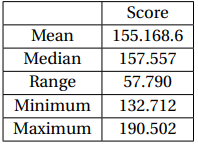 Score
Mean 155.168.6
Median 157.557
Range 57.790
Minimum 132.712
Maximum 190.502